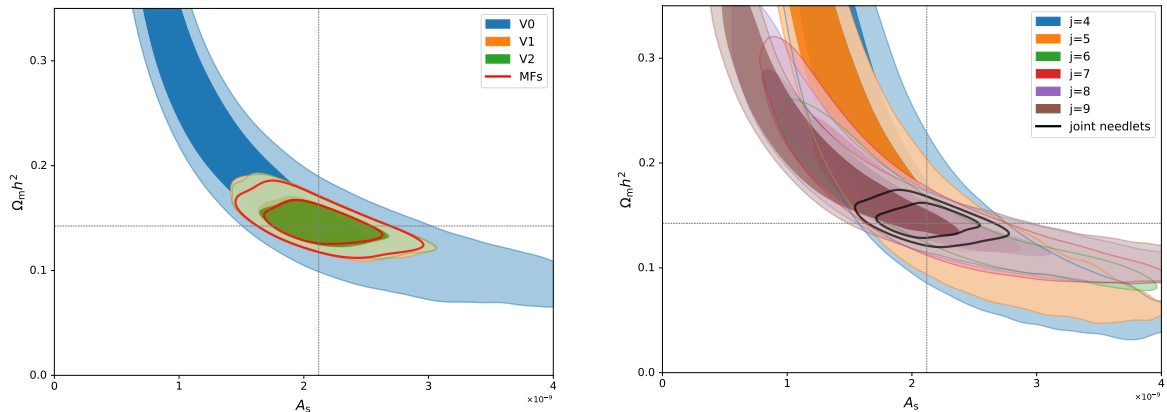 V0
V1
V2
MFs
0.3
0.2
0.1
0.0
Ωmh²
0
1
2
3
4
×10⁻⁹
As
j=4
j=5
j=6
j=7
j=8
j=9
joint needlets
0.3
0.2
0.1
0.0
Ωmh²
0
1
2
3
4
×10⁻⁹
As